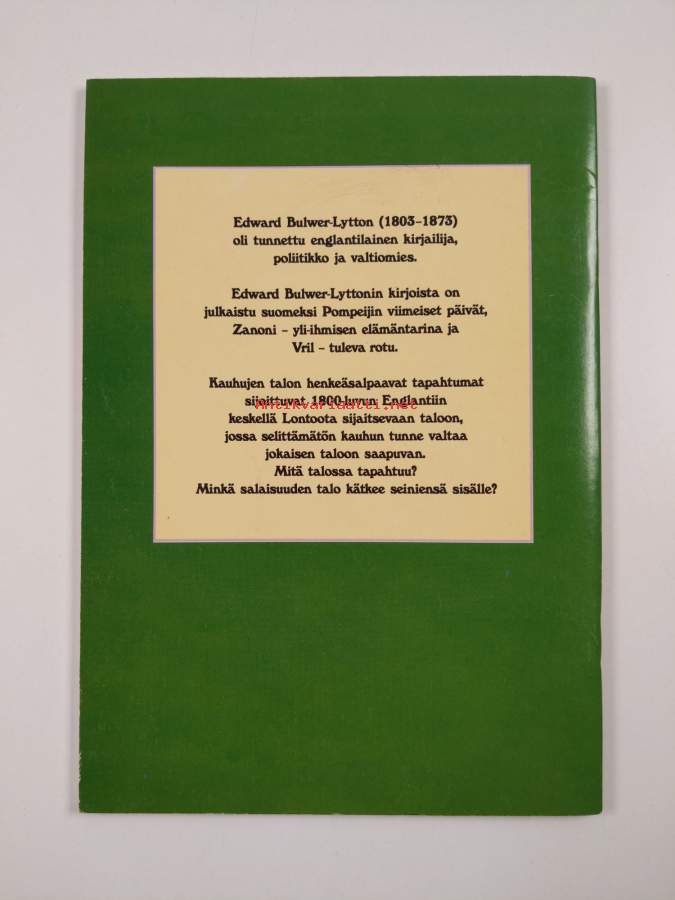 Edward Bulwer-Lytton (1803–1873)
oli tunnettu englantilainen kirjailija,
poliitikko ja valtiomies.
Edward Bulwer-Lyttonin kirjoista on
julkaistu suomeksi Pompeijin viimeiset päivät,
Zanoni – yli-ihmisen elämäntarina ja
Vril – tuleva rotu.
Kauhujen talon henkeäsalpaavat tapahtumat
sijoittuvat 1800-luvun Englantiin
Antikvariaatti.net
keskellä Lontoota sijaitsevaan taloon,
jossa selittämätön kauhun tunne valtaa
jokaisen taloon saapuvan.
Mitä talossa tapahtuu?
Minkä salaisuuden talo kätkee seiniensä sisälle?